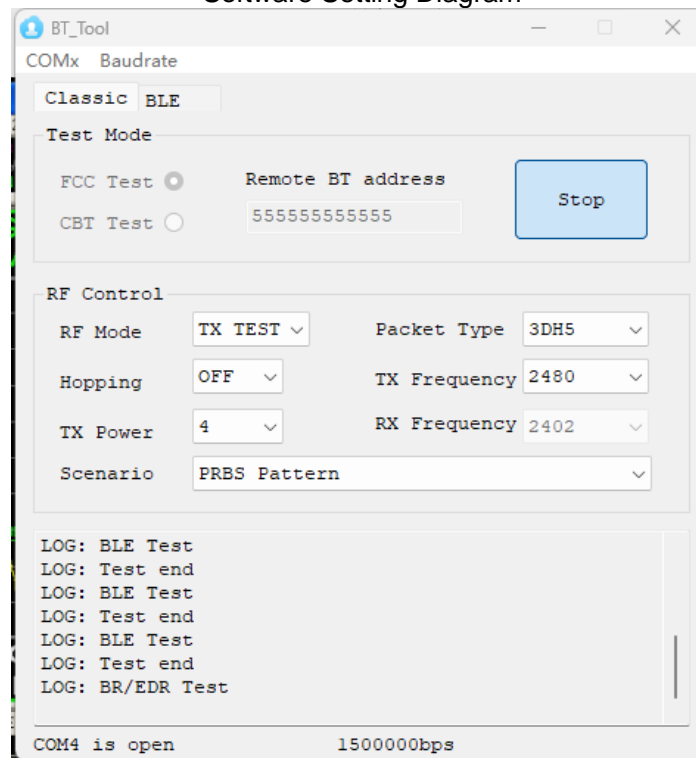 Software Setting Diagram
BT_Tool
COMx Baudrate
Classic BLE
Test Mode
FCC Test Remote BT address
Stop
CBT Test 555555555555
RF Control
RF Mode TX TEST Packet Type 3DH5
Hopping OFF TX Frequency 2480
TX Power 4 RX Frequency 2402
Scenario PRBS Pattern
LOG: BLE Test
LOG: Test end
LOG: BLE Test
LOG: Test end
LOG: BLE Test
LOG: Test end
LOG: BR/EDR Test
COM4 is open 1500000bps